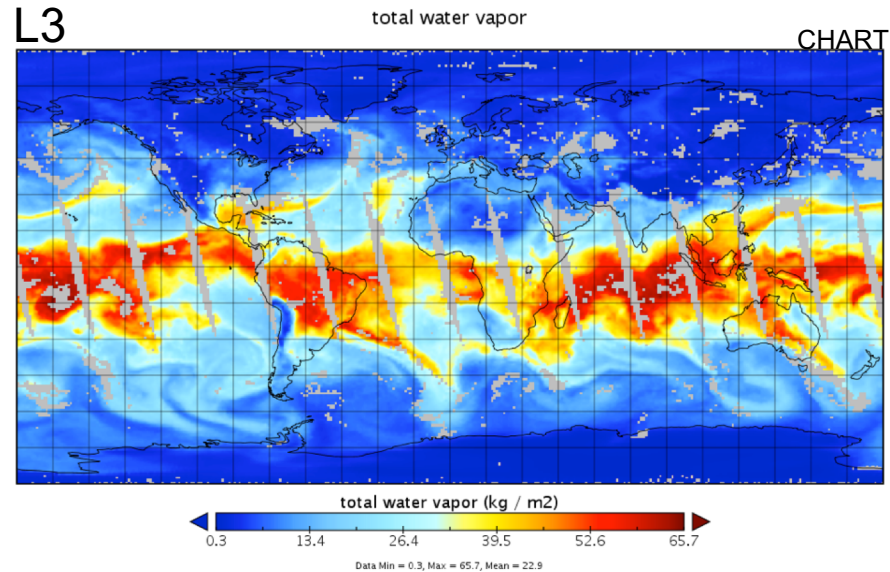 L3
total water vapor
CHART
total water vapor (kg / m2)
0.3 13.4 26.4 39.5 52.6 65.7
Data Min = 0.3, Max = 65.7, Mean = 22.9